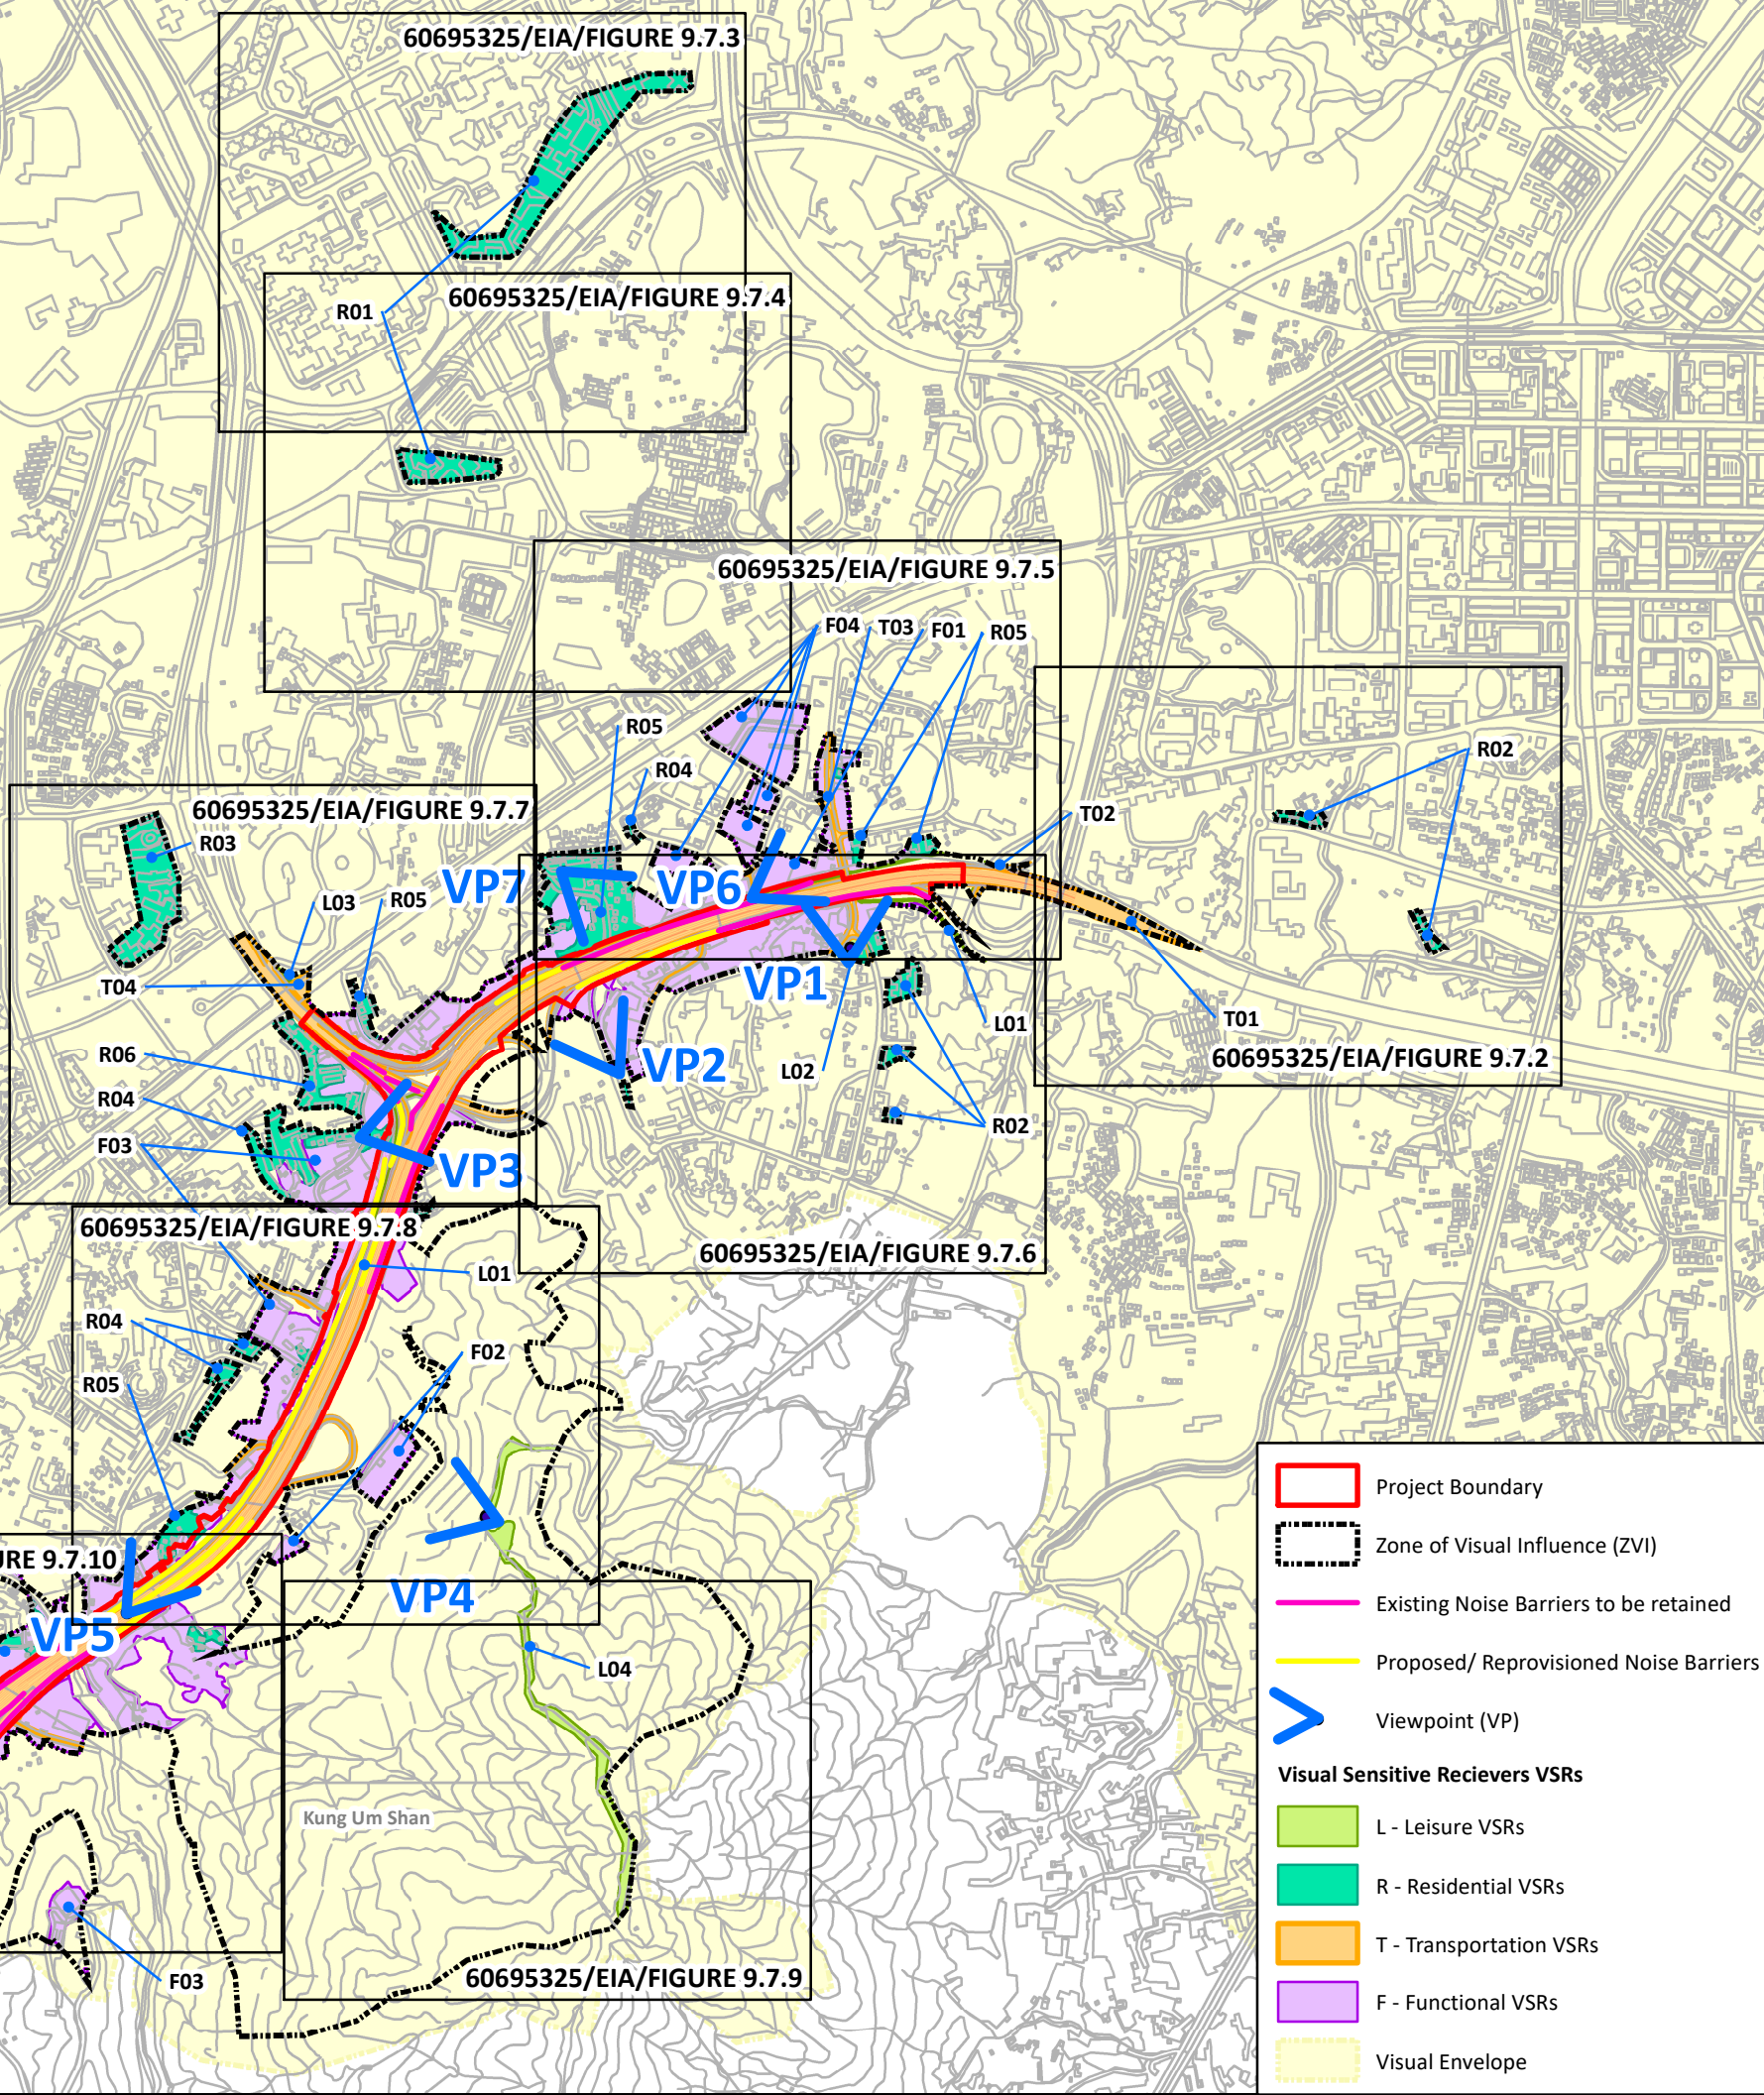 60695325/EIA/FIGURE 9.7.3
R01
60695325/EIA/FIGURE 9.7.4
60695325/EIA/FIGURE 9.7.5
F04
T03
F01
R05
R05
R04
R02
60695325/EIA/FIGURE 9.7.7
T02
R03
L03
R05
VP7
VP6
T04
VP1
L01
T01
R06
VP2
L02
60695325/EIA/FIGURE 9.7.2
R04
R02
F03
VP3
60695325/EIA/FIGURE 9.7.8
60695325/EIA/FIGURE 9.7.6
L01
R04
F02
R05
URE 9.7.10
VP4
VP5
L04
Kung Um Shan
F03
60695325/EIA/FIGURE 9.7.9
Project Boundary
Zone of Visual Influence (ZVI)
Existing Noise Barriers to be retained
Proposed/ Reprovisioned Noise Barriers
Viewpoint (VP)
Visual Sensitive Recievers VSRs
L - Leisure VSRs
R - Residential VSRs
T - Transportation VSRs
F - Functional VSRs
Visual Envelope